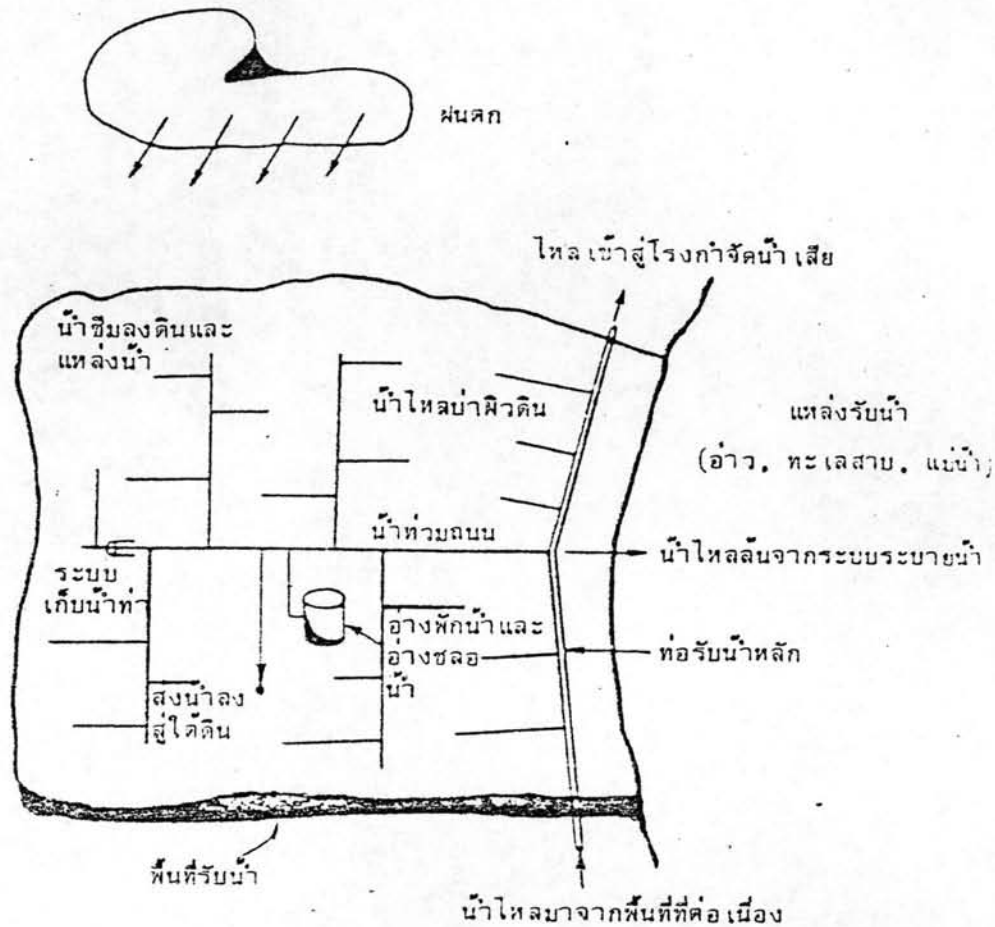 ฝนตก
ไหลเข้าสู่โรงกำจัดน้ำเสีย
น้ำซึมลงดินและ
แหล่งน้ำ
น้ำไหลบ่าผิวดิน
แหล่งรับน้ำ
(อ่าว, ทะเลสาบ, แม่น้ำ)
น้ำท่วมถนน
น้ำไหลล้นจากระบบระบายน้ำ
ระบบ
เก็บน้ำท่า
อ่างพักน้ำและ
อ่างชลอ
น้ำ
ท่อรับน้ำหลัก
ส่งน้ำลง
สู่ใต้ดิน
พื้นที่รับน้ำ
น้ำไหลมาจากพื้นที่ที่ต่อเนื่อง